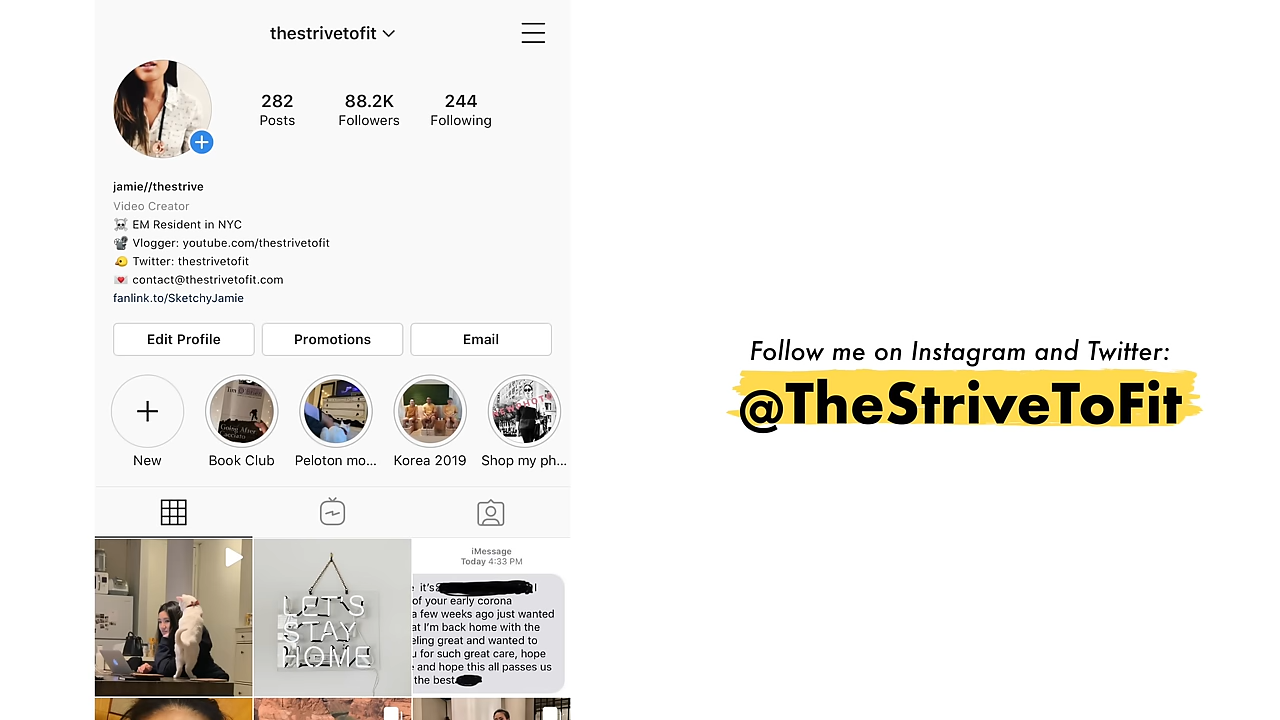 thestrivetofit
282 88.2K 244
Posts Followers Following
jamie//thestrive
Video Creator
EM Resident in NYC
Vlogger: youtube.com/thestrivetofit
Twitter: thestrivetofit
contact@thestrivetofit.com
fanlink.to/SketchyJamie
Edit Profile Promotions Email
New Book Club Peloton mo... Korea 2019 Shop my ph...
Going After
Cacciato
LET'S
STAY
HOME
iMessage
Today 4:33 PM
it's
of your early corona
a few weeks ago just wanted
at I'm back home with the
eling great and wanted to
for such great care, hope
and hope this all passes us
the best
Follow me on Instagram and Twitter:
@TheStriveToFit